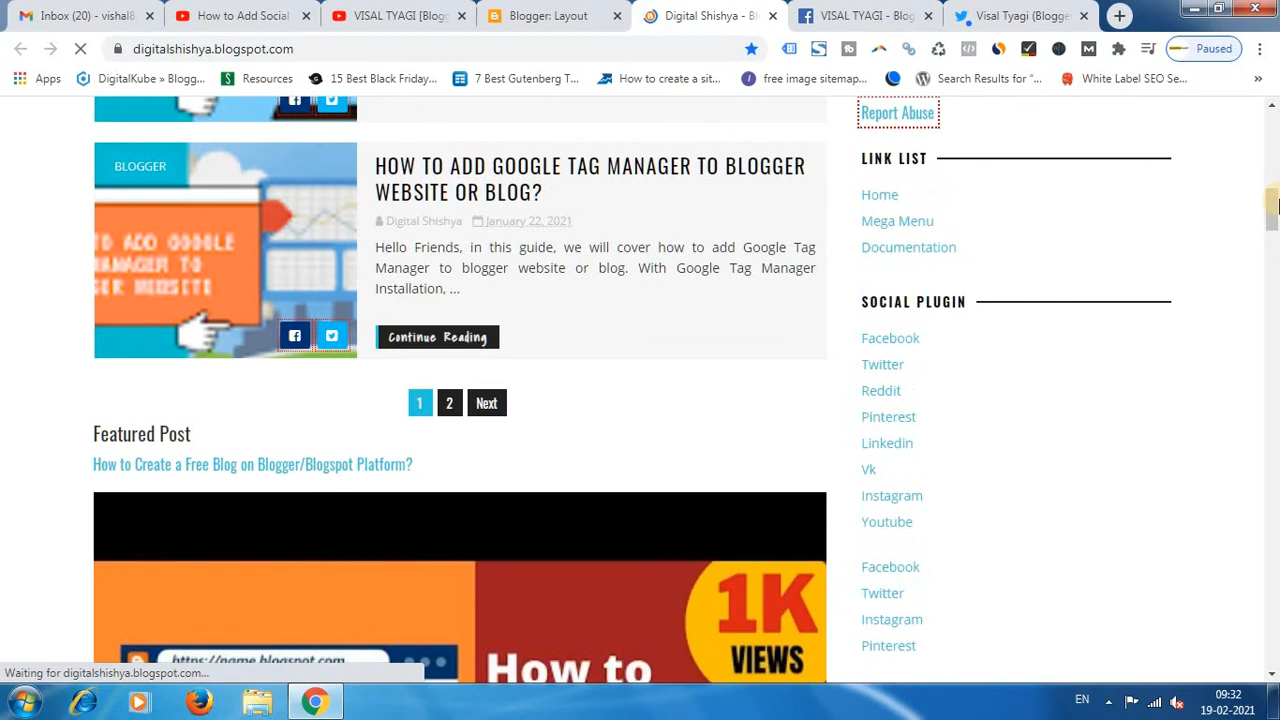 Inbox (20) - vishal8
How to Add Social
VISAL TYAGI [Blogg
Blogger: Layout
Digital Shishya - Bl
VISAL TYAGI - Blog
Visal Tyagi (Blogge
digitalshishya.blogspot.com
Paused
Apps
DigitalKube » Blogg...
Resources
15 Best Black Friday...
7 Best Gutenberg T...
How to create a sit...
free image sitemap...
Search Results for “...
White Label SEO Se...
»
Report Abuse
BLOGGER
HOW TO ADD GOOGLE TAG MANAGER TO BLOGGER
WEBSITE OR BLOG?
Digital Shishya January 22, 2021
Hello Friends, in this guide, we will cover how to add Google Tag
Manager to blogger website or blog. With Google Tag Manager
Installation, ...
Continue Reading
O ADD GOOGLE
MANAGER TO
GER WEBSITE
1 2 Next
Featured Post
How to Create a Free Blog on Blogger/Blogspot Platform?
https://name.blogspot.com
How to
1K
VIEWS
LINK LIST
Home
Mega Menu
Documentation
SOCIAL PLUGIN
Facebook
Twitter
Reddit
Pinterest
Linkedin
Vk
Instagram
Youtube
Facebook
Twitter
Instagram
Pinterest
Waiting for digitalshishya.blogspot.com...
EN
09:32
19-02-2021